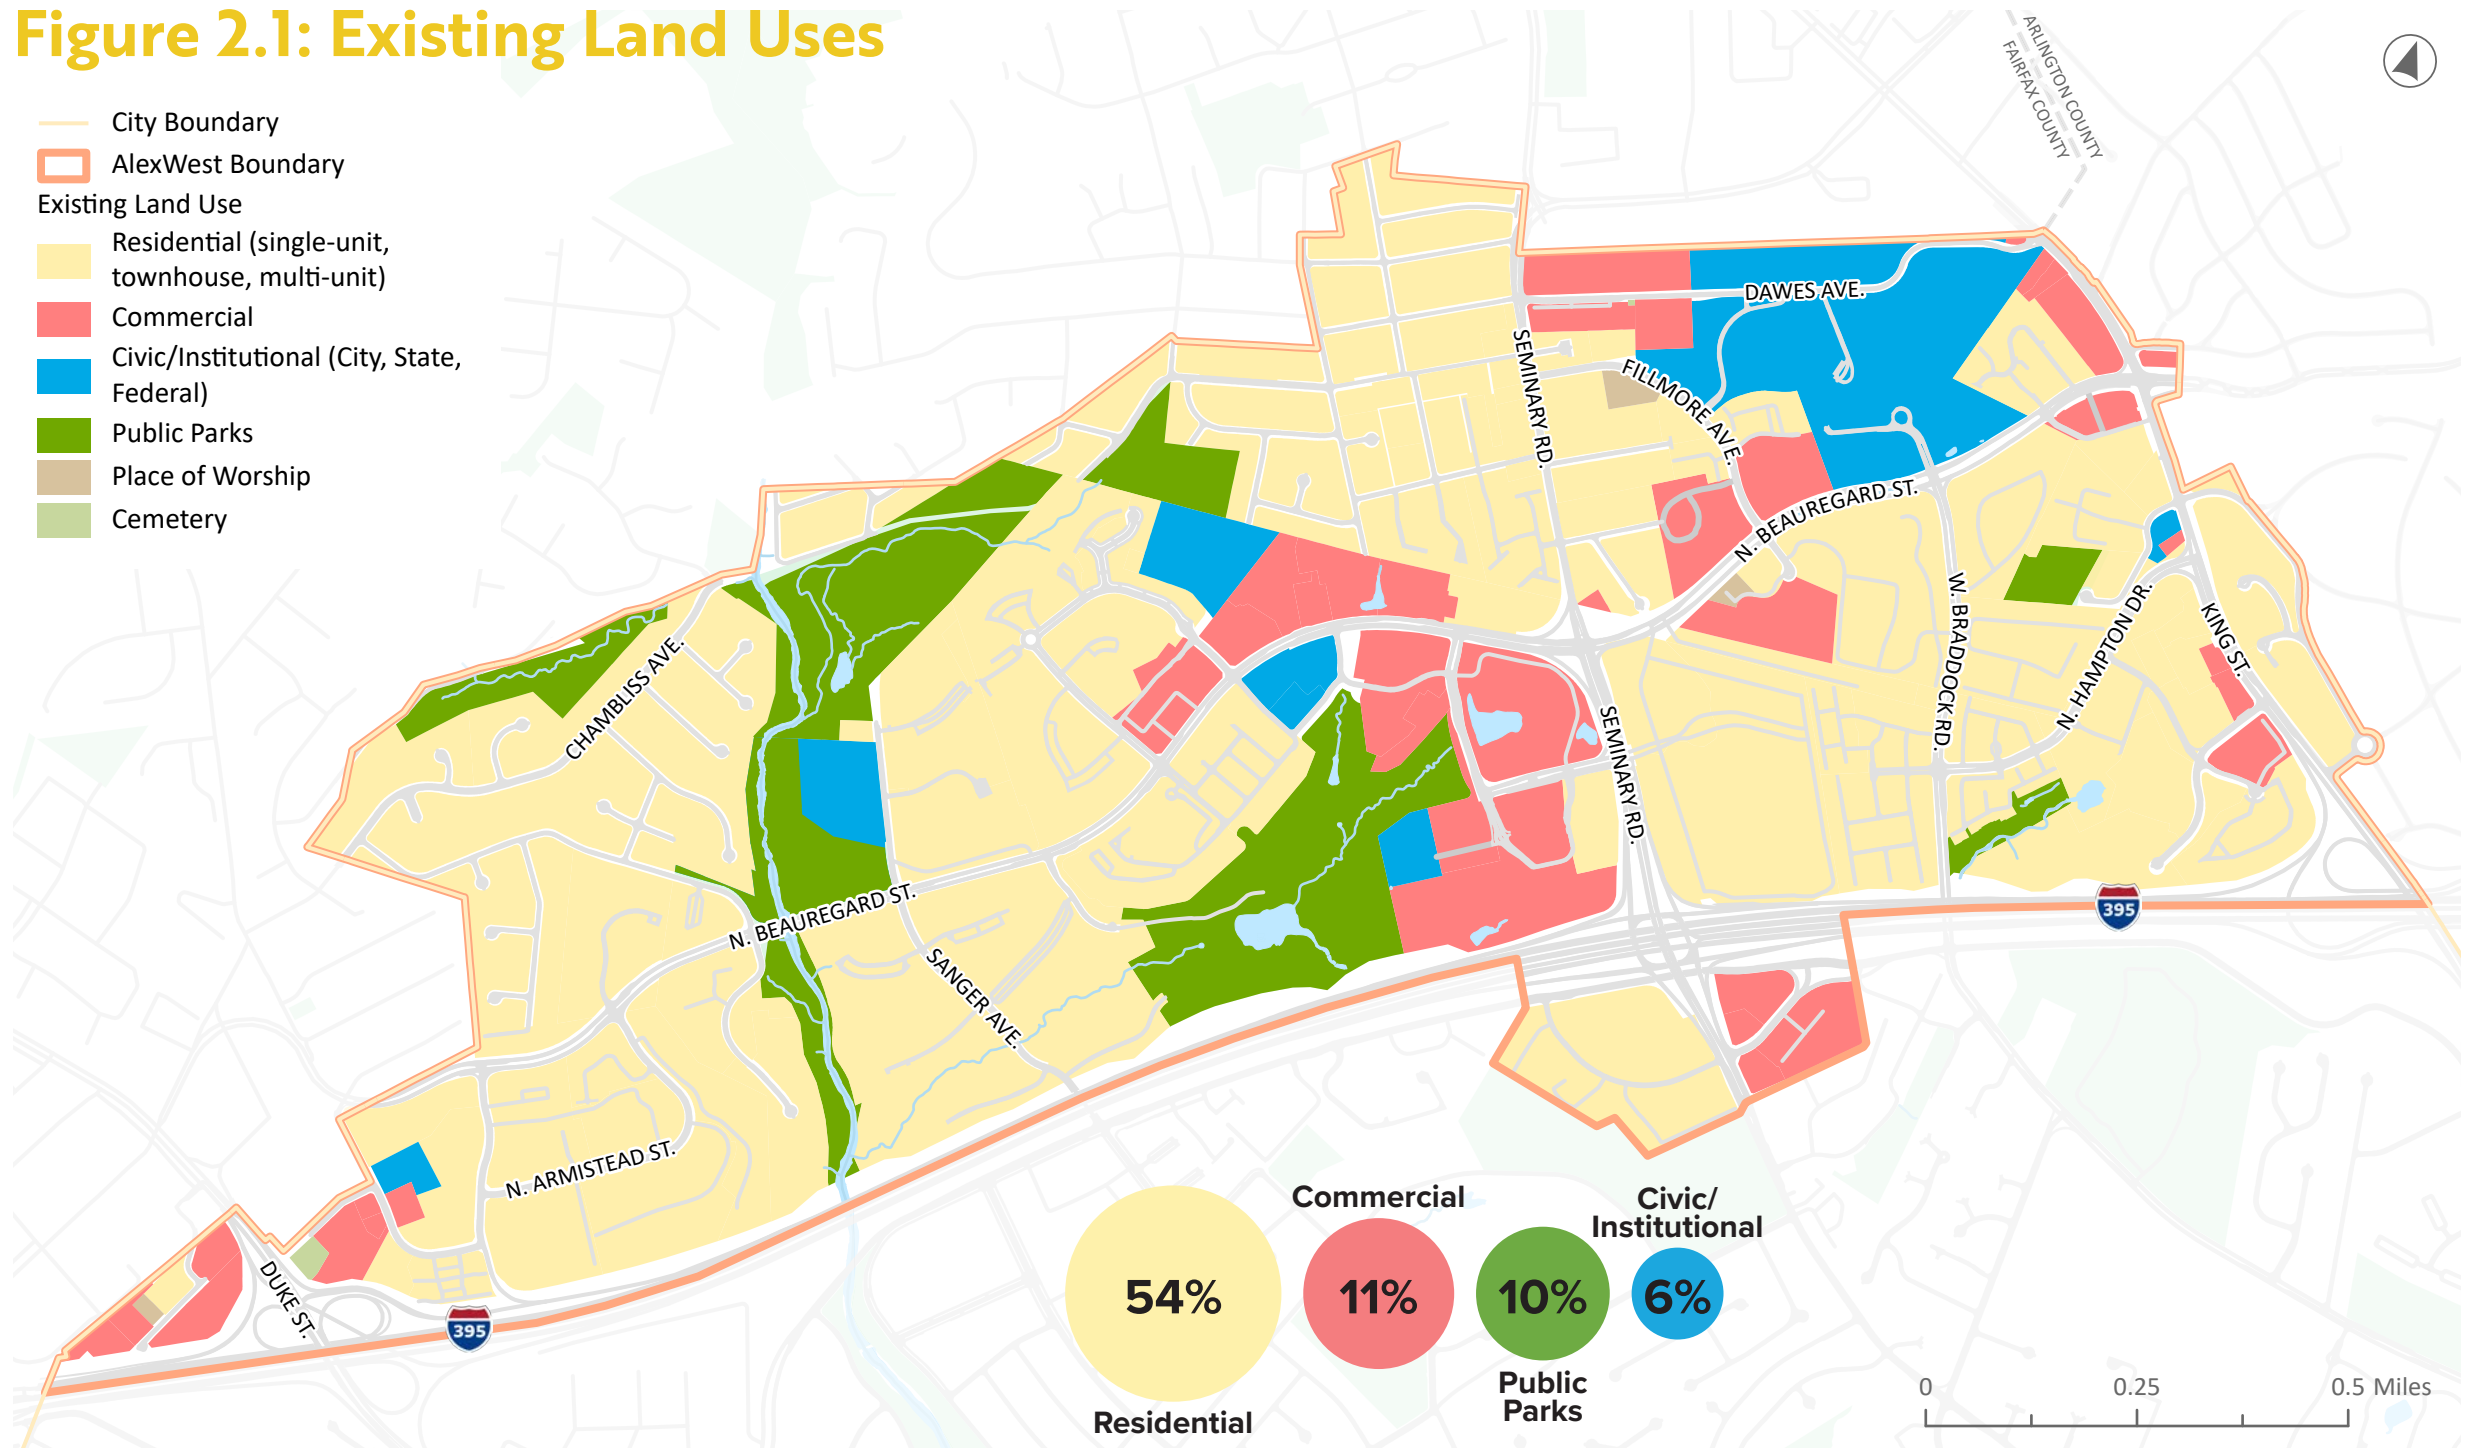 Figure 2.1: Existing Land Uses
City Boundary
AlexWest Boundary
Existing Land Use
Residential (single-unit,
townhouse, multi-unit)
Commercial
Civic/Institutional (City, State,
Federal)
Public Parks
Place of Worship
Cemetery
ARLINGTON COUNTY
FAIRFAX COUNTY
DAWES AVE.
SEMINARY RD.
FILLMORE AVE.
N. BEAUREGARD ST.
W. BRADDOCK RD.
N. HAMPTON DR.
KING ST.
CHAMBLISS AVE.
SEMINARY RD.
N. BEAUREGARD ST.
SANGER AVE.
395
N. ARMISTEAD ST.
DUKE ST.
395
Commercial
Civic/
Institutional
54%
11%
10%
6%
Residential
Public
Parks
0
0.25
0.5 Miles